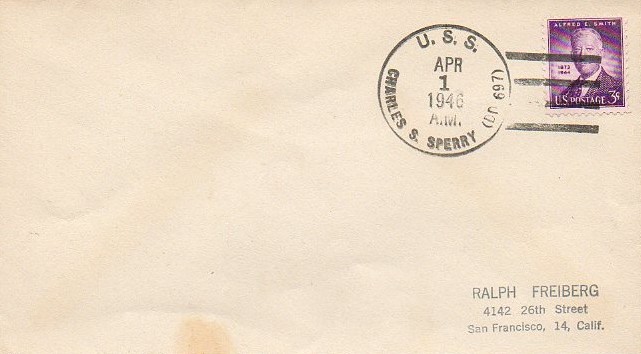 U. S. S.
APR
1
1946
A.M.
CHARLES S. SPERRY (DD 697)
ALFRED E. SMITH
1873
1944
U.S. POSTAGE 3¢
RALPH FREIBERG
4142 26th Street
San Francisco, 14, Calif.